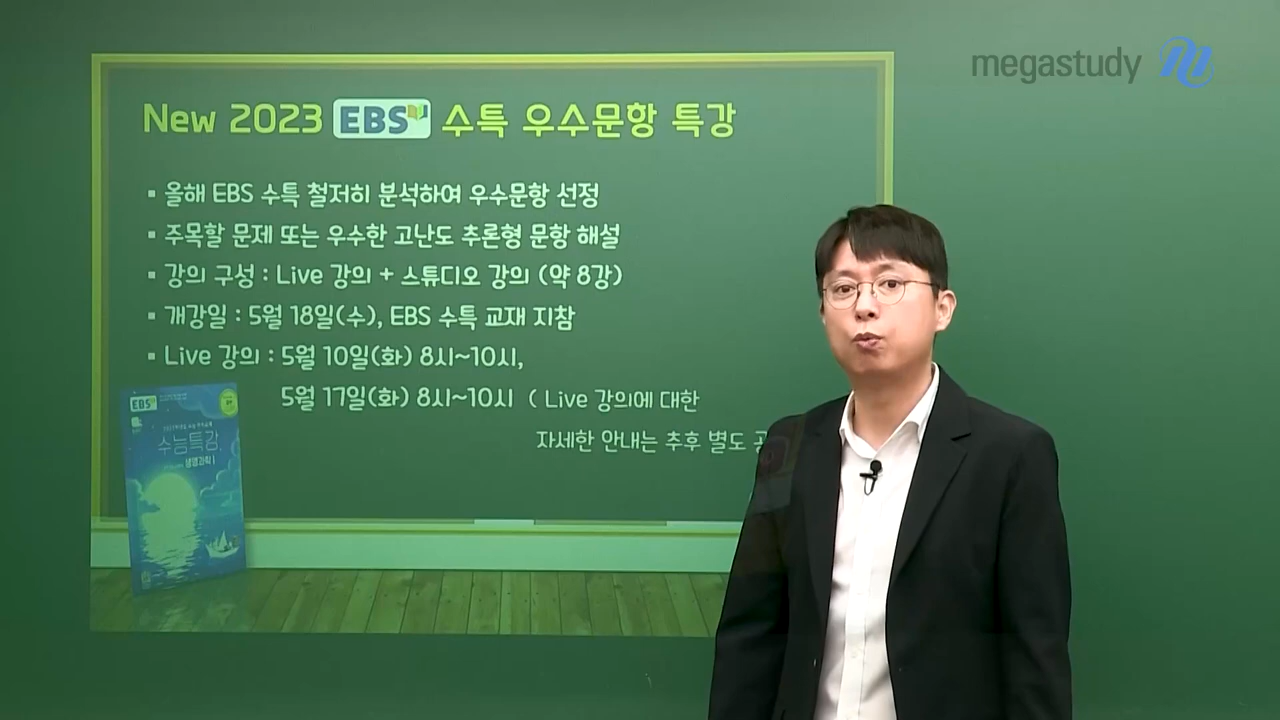 megastudy
New 2023 EBS 수특 우수문항 특강
▪ 올해 EBS 수특 철저히 분석하여 우수문항 선정
▪ 주목할 문제 또는 우수한 고난도 추론형 문항 해설
▪ 강의 구성 : Live 강의 + 스튜디오 강의 (약 8강)
▪ 개강일 : 5월 18일(수), EBS 수특 교재 지참
▪ Live 강의 : 5월 10일(화) 8시~10시,
5월 17일(화) 8시~10시 ( Live 강의에 대한
자세한 안내는 추후 별도
EBS
수능특강
생명과학 I